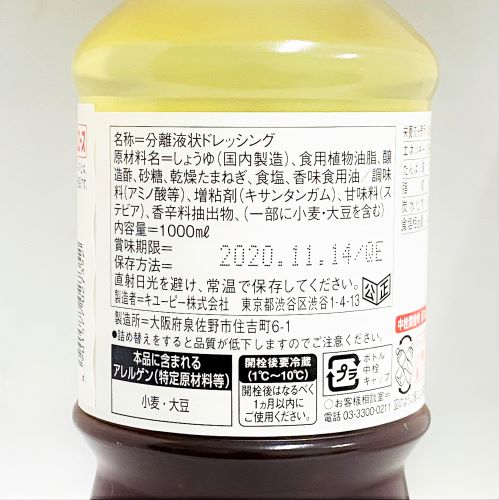 名称=分離液状ドレッシング
原材料名=しょうゆ(国内製造)、食用植物油脂、醸
造酢、砂糖、乾燥たまねぎ、食塩、香味食用油/調味
料(アミノ酸等)、増粘剤(キサンタンガム)、甘味料(ス
テビア)、香辛料抽出物、(一部に小麦・大豆を含む)
内容量=1000mℓ
賞味期限= 2020.11.14/QE
保存方法=
直射日光を避け、常温で保存してください。
公正
製造者=キユーピー株式会社 東京都渋谷区渋谷1-4-13
製造所=大阪府泉佐野市住吉町6-1
●詰め替えをすると品質が低下しますのでご注意ください。
本品に含まれる
アレルゲン(特定原材料等)
小麦・大豆
開栓後要冷蔵
(1℃~10℃)
開栓後はなるべく
1ヵ月以内に
ご使用ください。
プラ
ボトル
中栓
キャップ
●お客様相談室=
電話 03-3300-0211
エネルギー